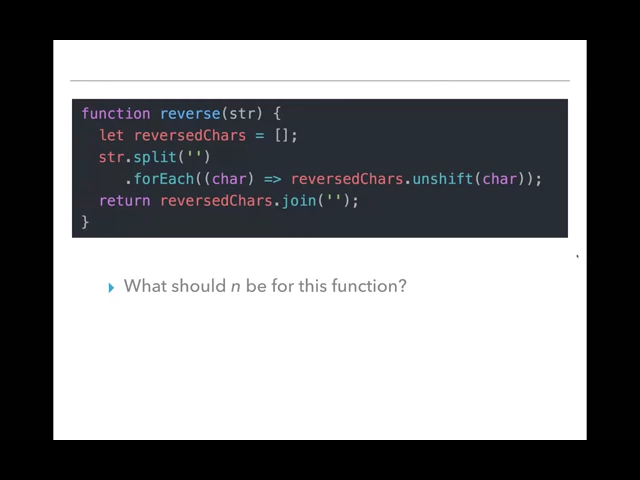 function reverse(str) {
  let reversedChars = [];
  str.split('')
     .forEach((char) => reversedChars.unshift(char));
  return reversedChars.join('');
}
What should n be for this function?